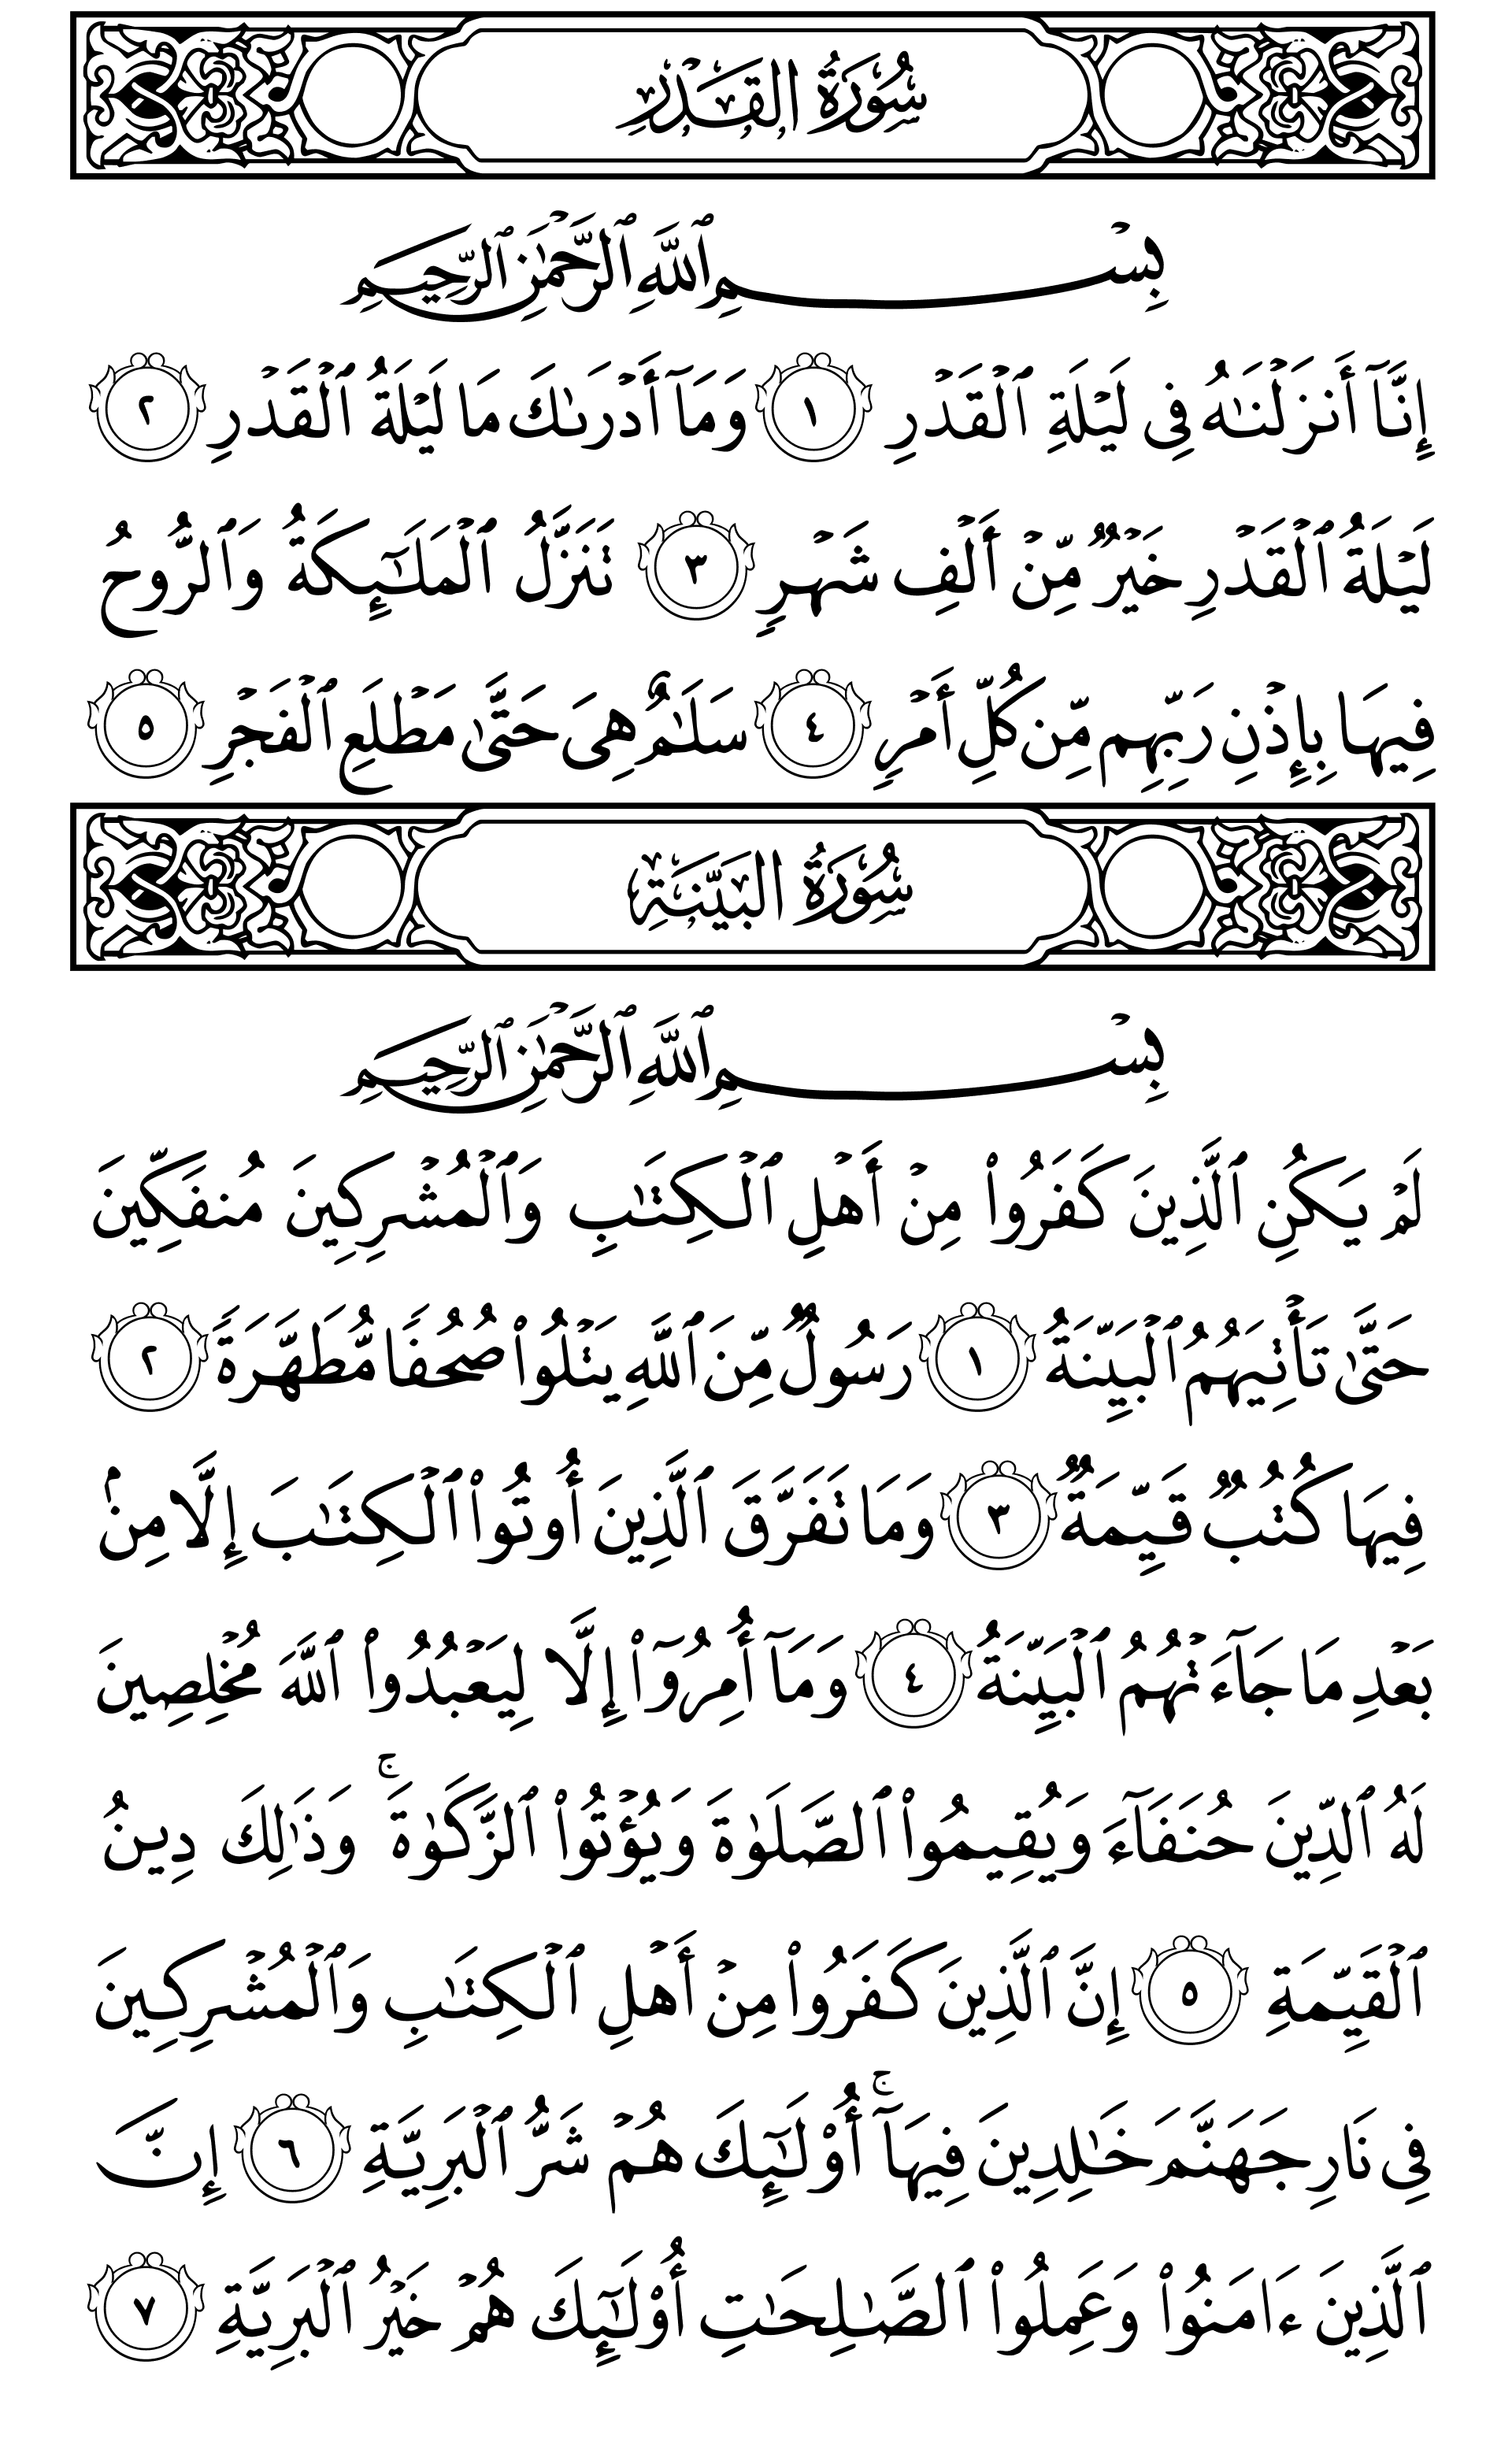 سُورَةُ القَدْرِ
بِسْمِ ٱللَّهِ ٱلرَّحْمَٰنِ ٱلرَّحِيمِ
إِنَّآ أَنزَلْنَٰهُ فِى لَيْلَةِ ٱلْقَدْرِ ١ وَمَآ أَدْرَىٰكَ مَا لَيْلَةُ ٱلْقَدْرِ ٢
لَيْلَةُ ٱلْقَدْرِ خَيْرٌ مِّنْ أَلْفِ شَهْرٍ ٣ تَنَزَّلُ ٱلْمَلَٰٓئِكَةُ وَٱلرُّوحُ
فِيهَا بِإِذْنِ رَبِّهِم مِّن كُلِّ أَمْرٍ ٤ سَلَٰمٌ هِىَ حَتَّىٰ مَطْلَعِ ٱلْفَجْرِ ٥
سُورَةُ البَيِّنَةِ
بِسْمِ ٱللَّهِ ٱلرَّحْمَٰنِ ٱلرَّحِيمِ
لَمْ يَكُنِ ٱلَّذِينَ كَفَرُوا۟ مِنْ أَهْلِ ٱلْكِتَٰبِ وَٱلْمُشْرِكِينَ مُنفَكِّينَ
حَتَّىٰ تَأْتِيَهُمُ ٱلْبَيِّنَةُ ١ رَسُولٌ مِّنَ ٱللَّهِ يَتْلُوا۟ صُحُفًا مُّطَهَّرَةً ٢
فِيهَا كُتُبٌ قَيِّمَةٌ ٣ وَمَا تَفَرَّقَ ٱلَّذِينَ أُوتُوا۟ ٱلْكِتَٰبَ إِلَّا مِنۢ
بَعْدِ مَا جَآءَتْهُمُ ٱلْبَيِّنَةُ ٤ وَمَآ أُمِرُوٓا۟ إِلَّا لِيَعْبُدُوا۟ ٱللَّهَ مُخْلِصِينَ
لَهُ ٱلدِّينَ حُنَفَآءَ وَيُقِيمُوا۟ ٱلصَّلَوٰةَ وَيُؤْتُوا۟ ٱلزَّكَوٰةَ ۚ وَذَٰلِكَ دِينُ
ٱلْقَيِّمَةِ ٥ إِنَّ ٱلَّذِينَ كَفَرُوا۟ مِنْ أَهْلِ ٱلْكِتَٰبِ وَٱلْمُشْرِكِينَ
فِى نَارِ جَهَنَّمَ خَٰلِدِينَ فِيهَآ ۚ أُو۟لَٰٓئِكَ هُمْ شَرُّ ٱلْبَرِيَّةِ ٦ إِنَّ
ٱلَّذِينَ ءَامَنُوا۟ وَعَمِلُوا۟ ٱلصَّٰلِحَٰتِ أُو۟لَٰٓئِكَ هُمْ خَيْرُ ٱلْبَرِيَّةِ ٧